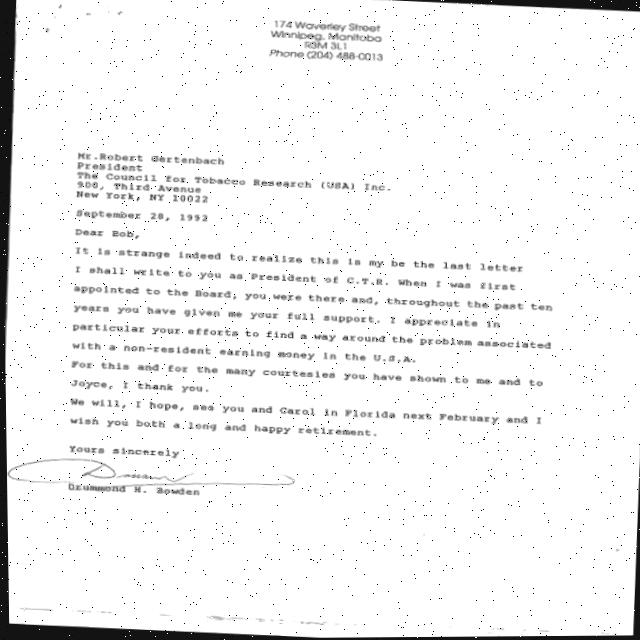 174 Waverley Street
Winnipeg, Manitoba
R3M 3L1
Phone (204) 488-0013
Mr.Robert Gertenbach
President
The Council for Tobacco Research (USA) Inc.
900, Third Avenue
New York, NY 10022
September 28, 1992
Dear Bob,
It is strange indeed to realize this is my be the last letter
I shall write to you as President of C.T.R. When I was first
appointed to the Board, you were there and, throughout the past ten
years you have given me your full support. I appreciate in
particular your efforts to find a way around the problem associated
with a non-resident earning money in the U.S.A.
For this and for the many courtesies you have shown to me and to
Joyce, I thank you.
We will, I hope, see you and Carol in Florida next February and I
wish you both a long and happy retirement.
Yours sincerely
Drummond H. Bowden